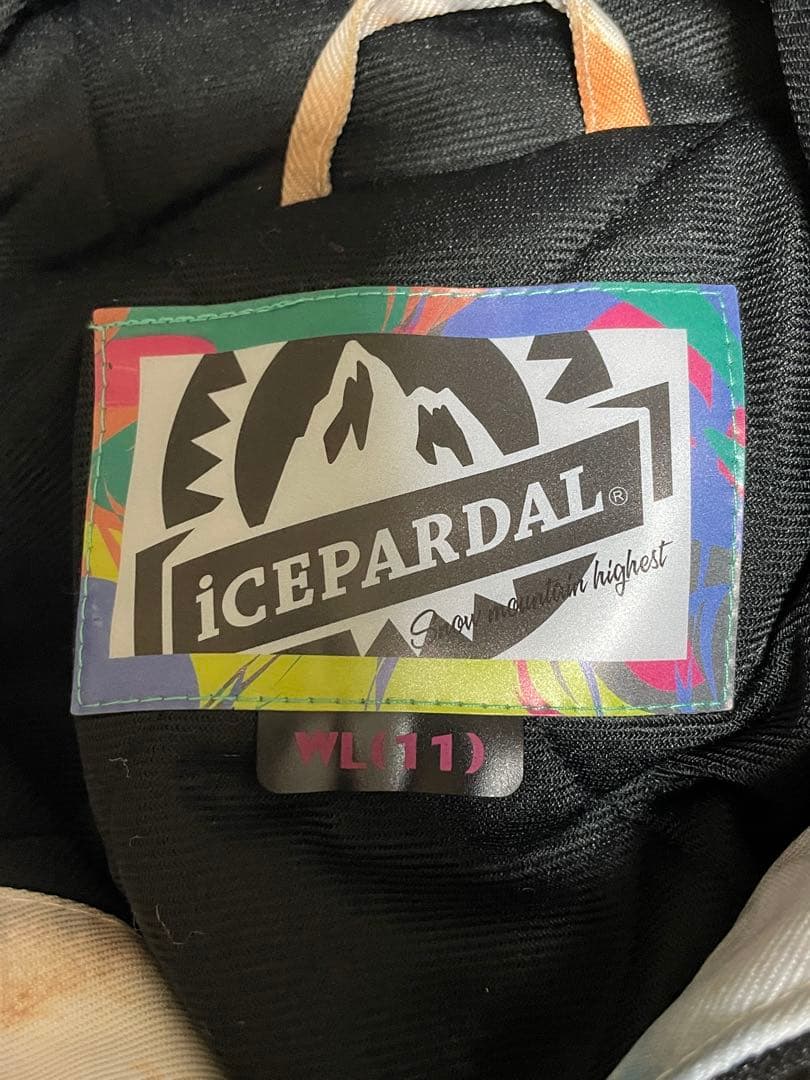 iCEPARDAL®
Snow mountain highest
WL(11)